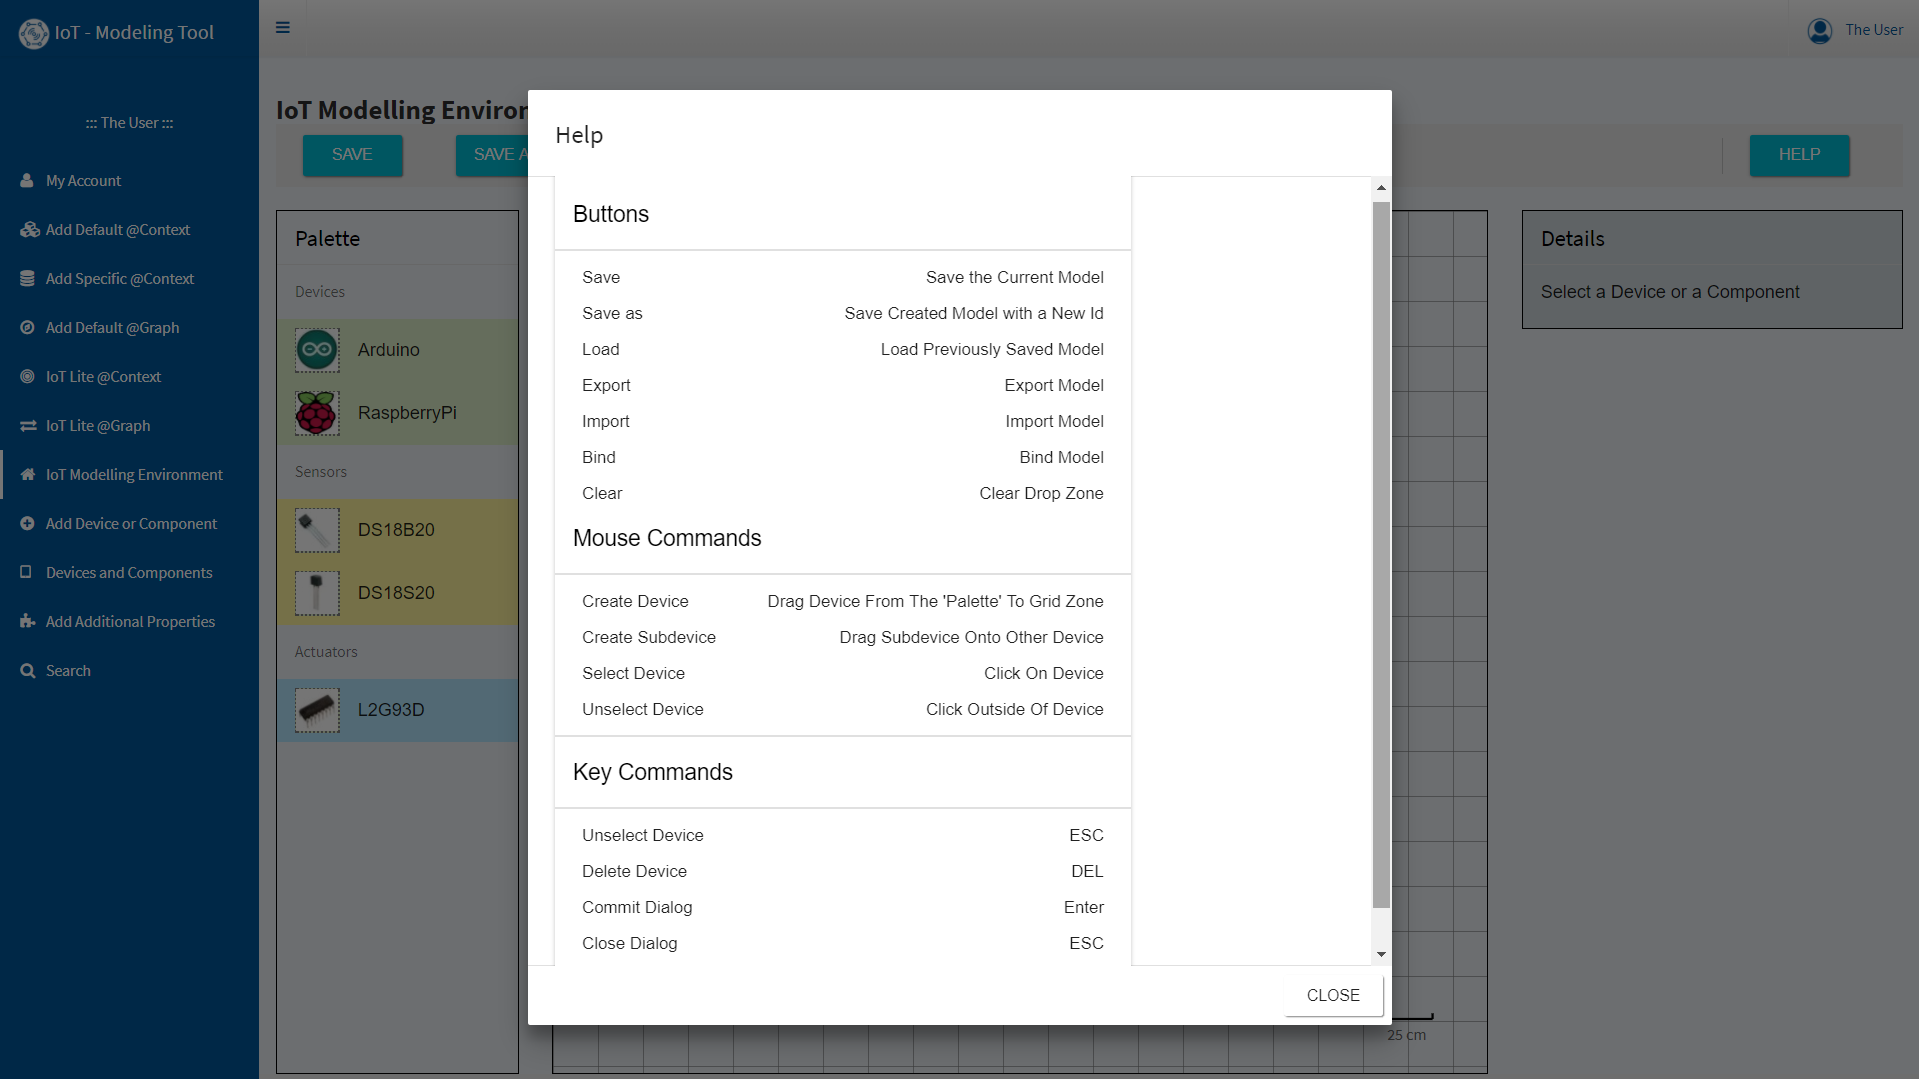 IoT - Modeling Tool
The User
::: The User :::
My Account
Add Default @Context
Add Specific @Context
Add Default @Graph
IoT Lite @Context
IoT Lite @Graph
IoT Modelling Environment
Add Device or Component
Devices and Components
Add Additional Properties
Search
IoT Modelling Environ
SAVE
SAVE A
HELP
Palette
Devices
Arduino
RaspberryPi
Sensors
DS18B20
DS18S20
Actuators
L2G93D
Help
Buttons
Save Save the Current Model
Save as Save Created Model with a New Id
Load Load Previously Saved Model
Export Export Model
Import Import Model
Bind Bind Model
Clear Clear Drop Zone
Mouse Commands
Create Device Drag Device From The 'Palette' To Grid Zone
Create Subdevice Drag Subdevice Onto Other Device
Select Device Click On Device
Unselect Device Click Outside Of Device
Key Commands
Unselect Device ESC
Delete Device DEL
Commit Dialog Enter
Close Dialog ESC
CLOSE
25 cm
Details
Select a Device or a Component